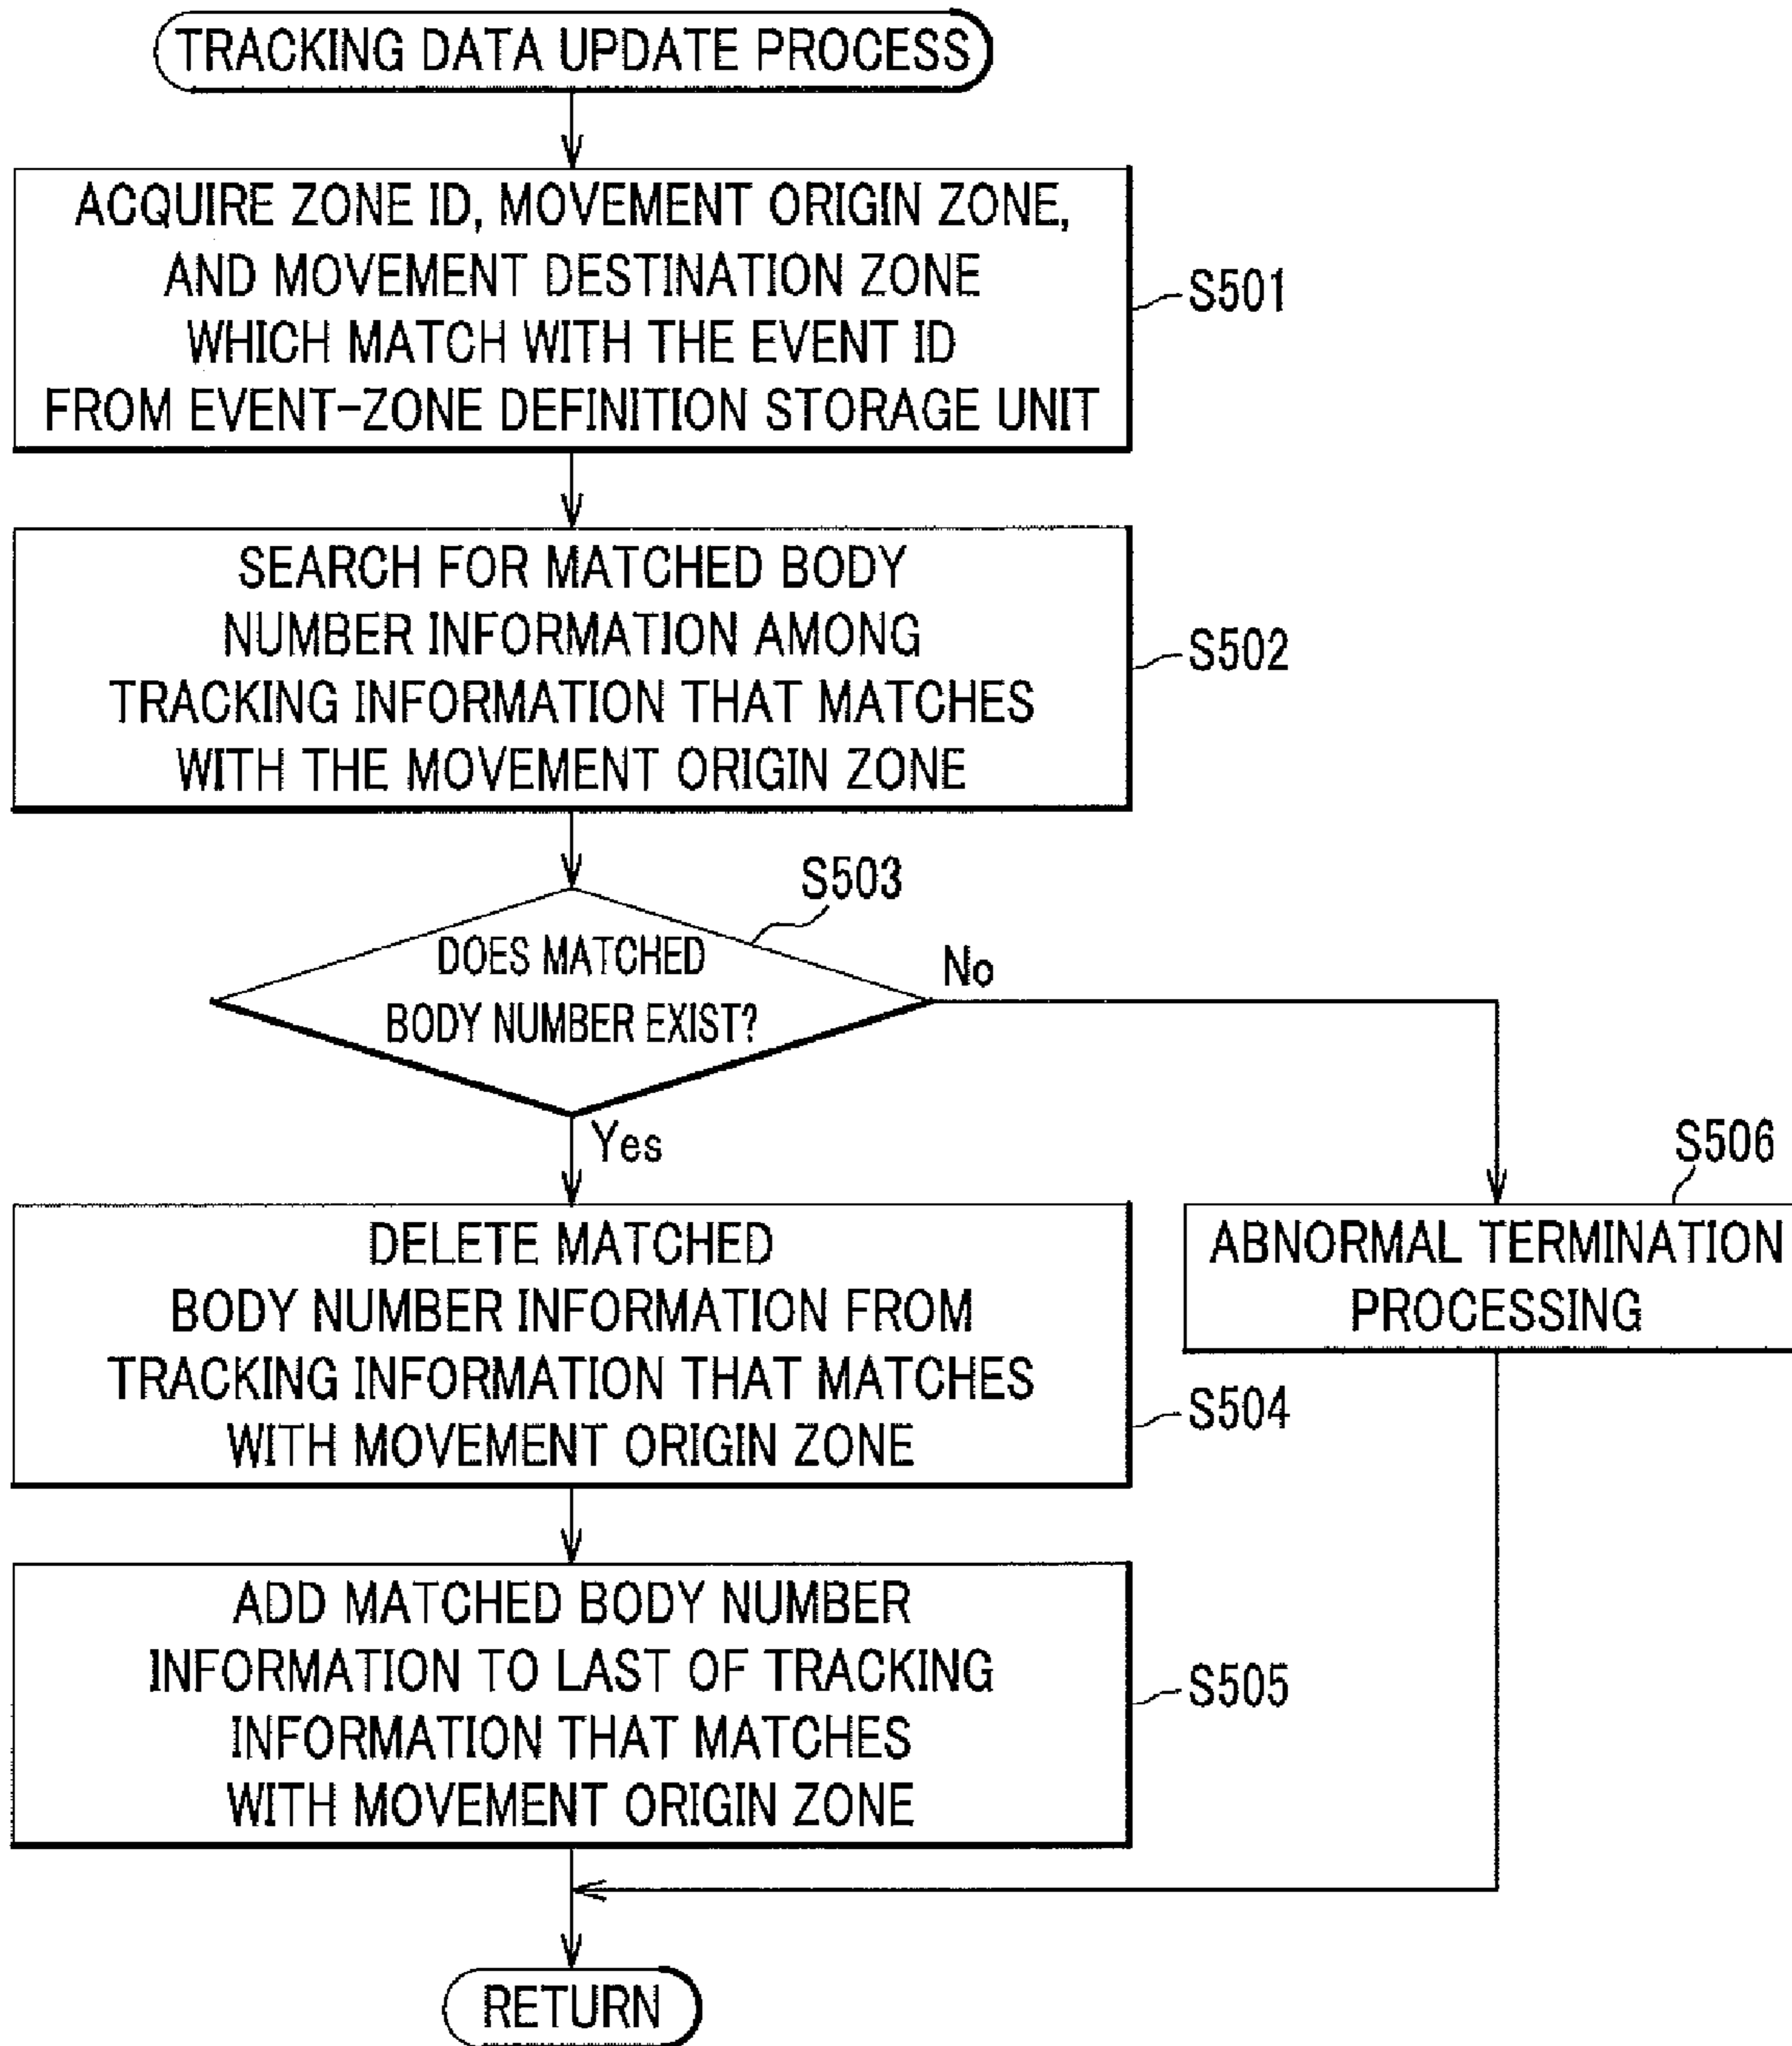 TRACKING DATA UPDATE PROCESS
ACQUIRE ZONE ID, MOVEMENT ORIGIN ZONE,
AND MOVEMENT DESTINATION ZONE
WHICH MATCH WITH THE EVENT ID
FROM EVENT-ZONE DEFINITION STORAGE UNIT
S501
SEARCH FOR MATCHED BODY
NUMBER INFORMATION AMONG
TRACKING INFORMATION THAT MATCHES
WITH THE MOVEMENT ORIGIN ZONE
S502
S503
DOES MATCHED
BODY NUMBER EXIST?
No
Yes
DELETE MATCHED
BODY NUMBER INFORMATION FROM
TRACKING INFORMATION THAT MATCHES
WITH MOVEMENT ORIGIN ZONE
S504
S506
ABNORMAL TERMINATION
PROCESSING
ADD MATCHED BODY NUMBER
INFORMATION TO LAST OF TRACKING
INFORMATION THAT MATCHES
WITH MOVEMENT ORIGIN ZONE
S505
RETURN